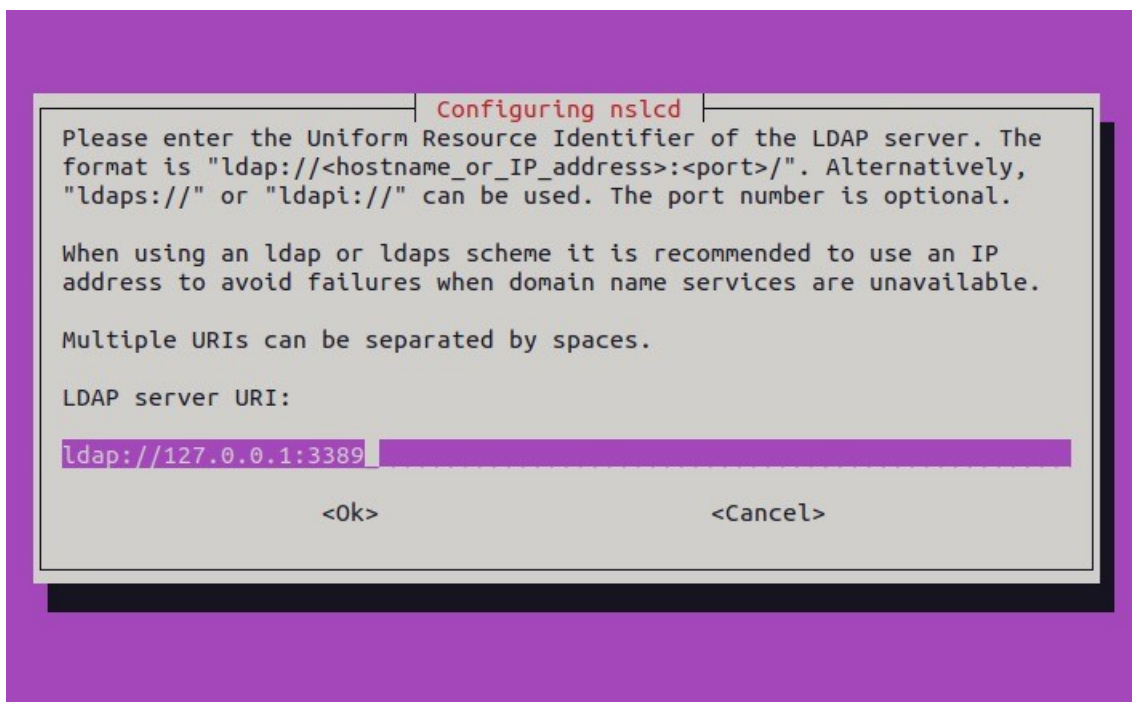 Configuring nslcd
Please enter the Uniform Resource Identifier of the LDAP server. The
format is "ldap://<hostname_or_IP_address>:<port>/". Alternatively,
"ldaps://" or "ldapi://" can be used. The port number is optional.
When using an ldap or ldaps scheme it is recommended to use an IP
address to avoid failures when domain name services are unavailable.
Multiple URIs can be separated by spaces.
LDAP server URI:
ldap://127.0.0.1:3389
<Ok> <Cancel>